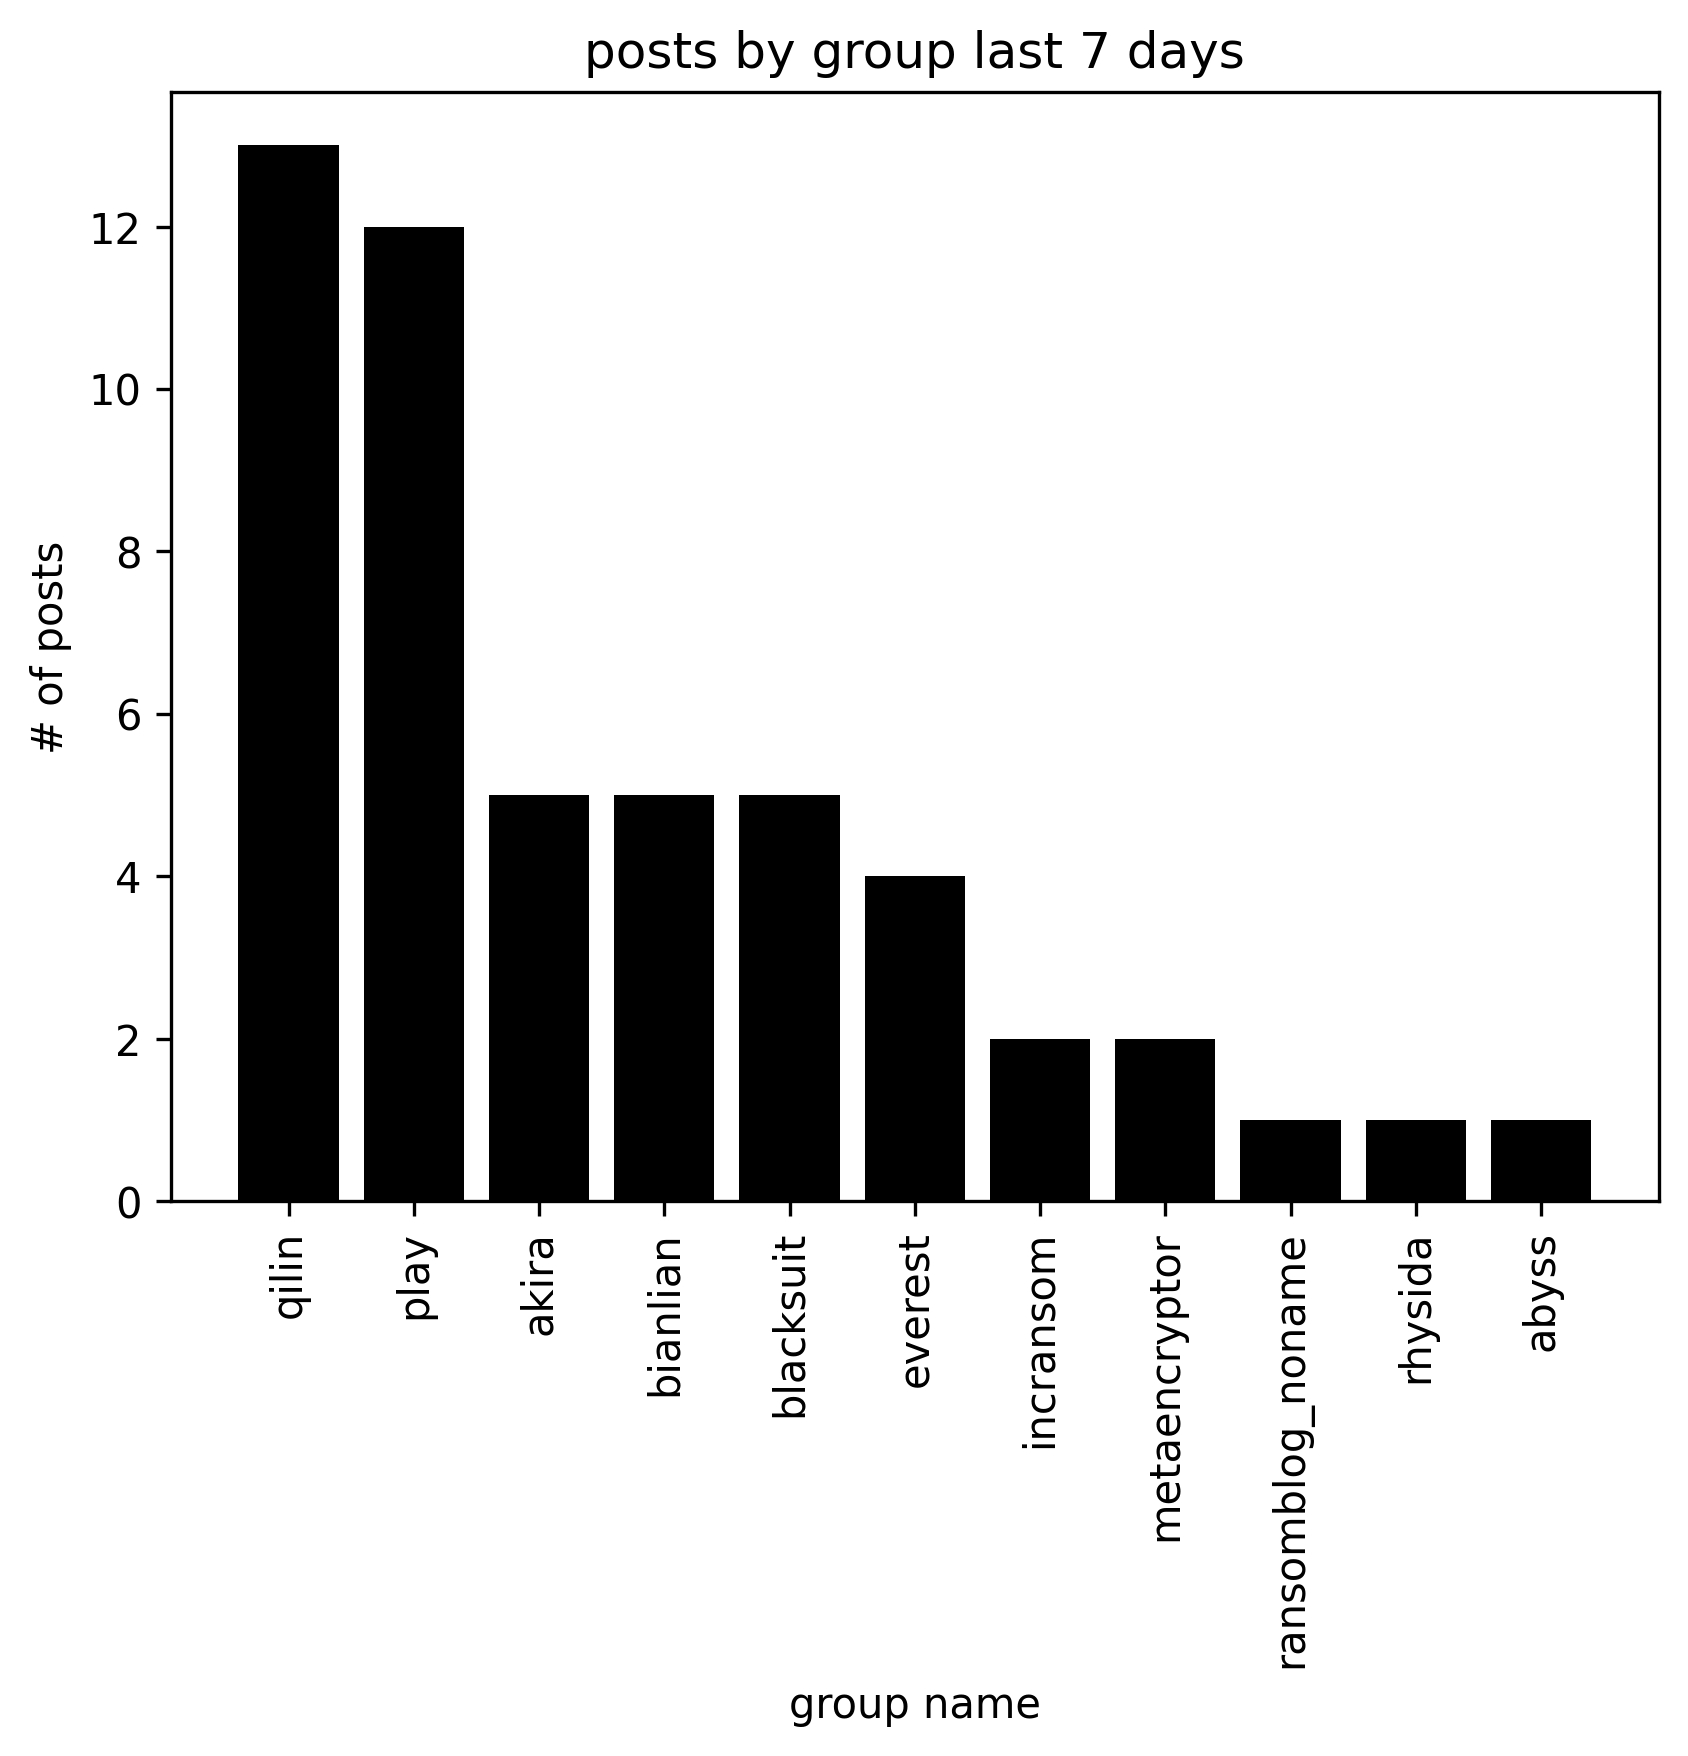 posts by group last 7 days
# of posts
12
10
8
6
4
2
0
qilin
play
akira
bianlian
blacksuit
everest
incransom
metaencryptor
ransomblog_noname
rhysida
abyss
group name